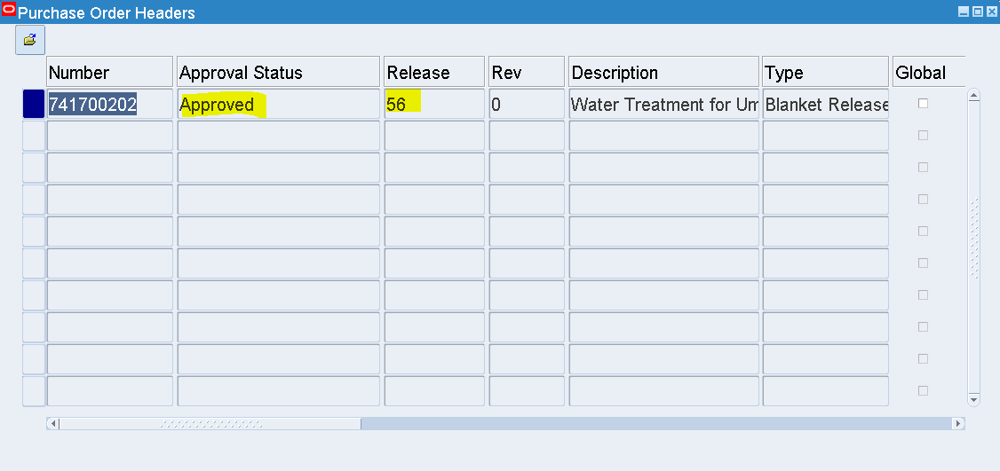 Purchase Order Headers
Number Approval Status Release Rev Description Type Global
741700202 Approved 56 0 Water Treatment for Um Blanket Release